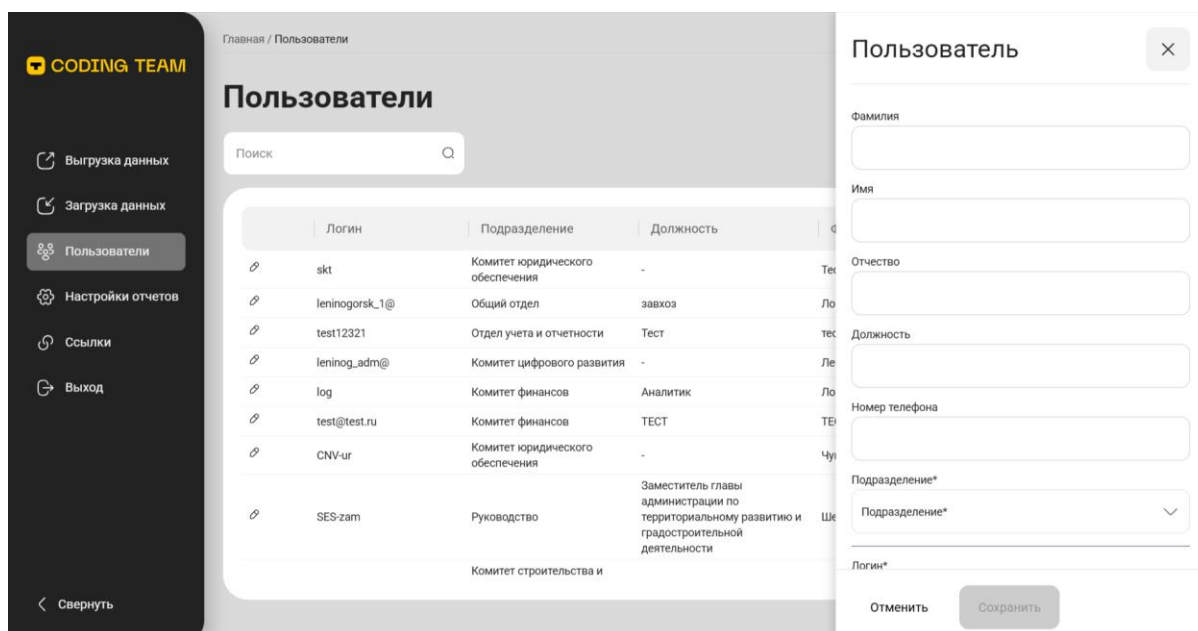 CODING TEAM
Выгрузка данных
Загрузка данных
Пользователи
Настройки отчетов
Ссылки
Выход
Свернуть
Главная / Пользователи
Пользователи
Поиск
Логин Подразделение Должность
skt Комитет юридического обеспечения -
leninogorsk_1@ Общий отдел завхоз
test12321 Отдел учета и отчетности Тест
leninog_adm@ Комитет цифрового развития -
log Комитет финансов Аналитик
test@test.ru Комитет финансов ТЕСТ
CNV-ur Комитет юридического обеспечения -
SES-zam Руководство Заместитель главы администрации по территориальному развитию и градостроительной деятельности
Комитет строительства и
Пользователь
Фамилия
Имя
Отчество
Должность
Номер телефона
Подразделение*
Подразделение*
Логин*
Отменить Сохранить